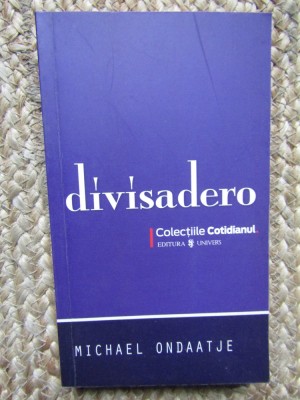 divisadero
Colecțiile Cotidianul.
EDITURA UNIVERS
MICHAEL ONDAATJE